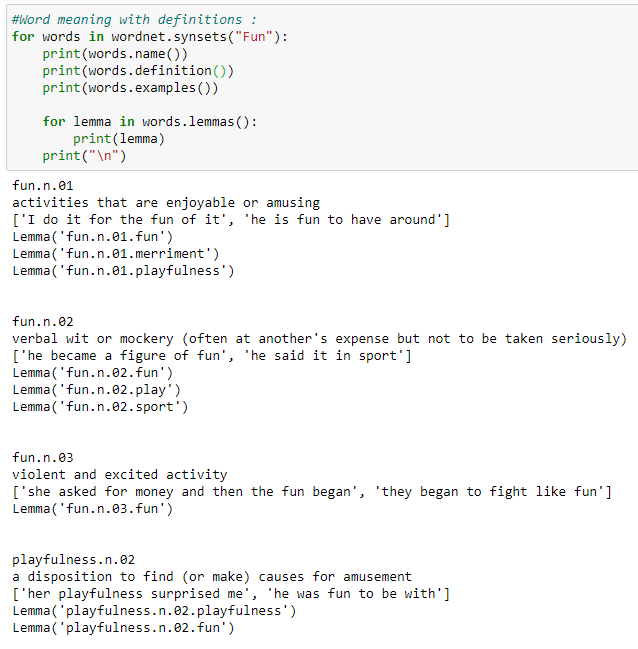 #Word meaning with definitions :
for words in wordnet.synsets("Fun"):
    print(words.name())
    print(words.definition())
    print(words.examples())

    for lemma in words.lemmas():
        print(lemma)
    print("\n")
fun.n.01
activities that are enjoyable or amusing
['I do it for the fun of it', 'he is fun to have around']
Lemma('fun.n.01.fun')
Lemma('fun.n.01.merriment')
Lemma('fun.n.01.playfulness')

fun.n.02
verbal wit or mockery (often at another's expense but not to be taken seriously)
['he became a figure of fun', 'he said it in sport']
Lemma('fun.n.02.fun')
Lemma('fun.n.02.play')
Lemma('fun.n.02.sport')

fun.n.03
violent and excited activity
['she asked for money and then the fun began', 'they began to fight like fun']
Lemma('fun.n.03.fun')

playfulness.n.02
a disposition to find (or make) causes for amusement
['her playfulness surprised me', 'he was fun to be with']
Lemma('playfulness.n.02.playfulness')
Lemma('playfulness.n.02.fun')